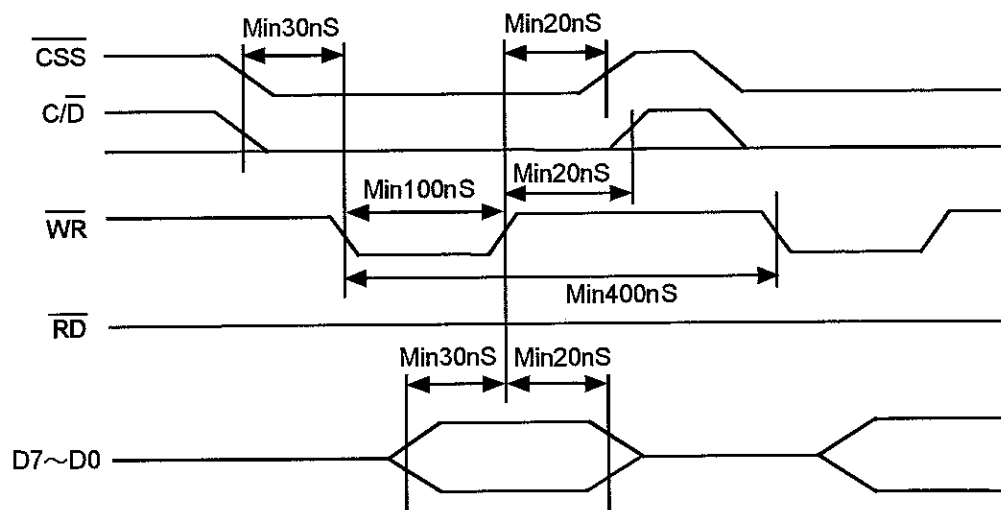 Min30nS Min20nS
CSS
C/D
Min20nS
Min100nS
WR
Min400nS
RD
Min30nS Min20nS
D7～D0